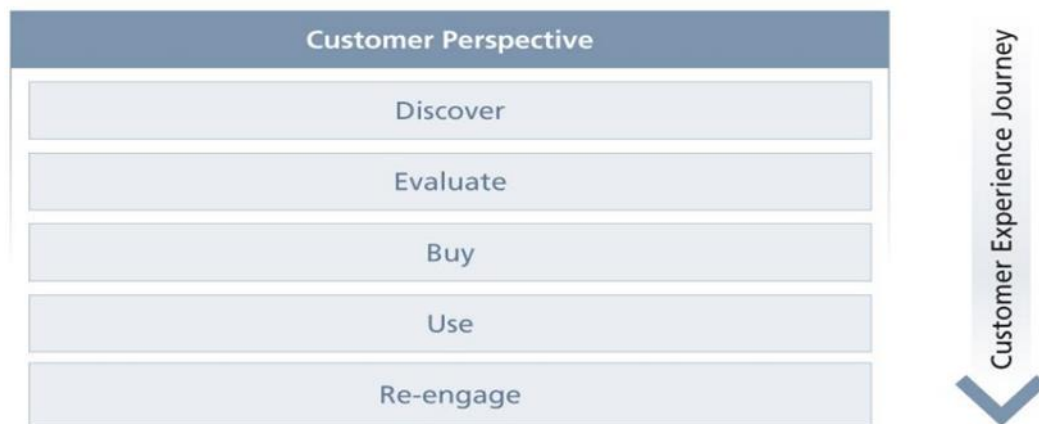 Customer Perspective
Discover
Evaluate
Buy
Use
Re-engage
Customer Experience Journey